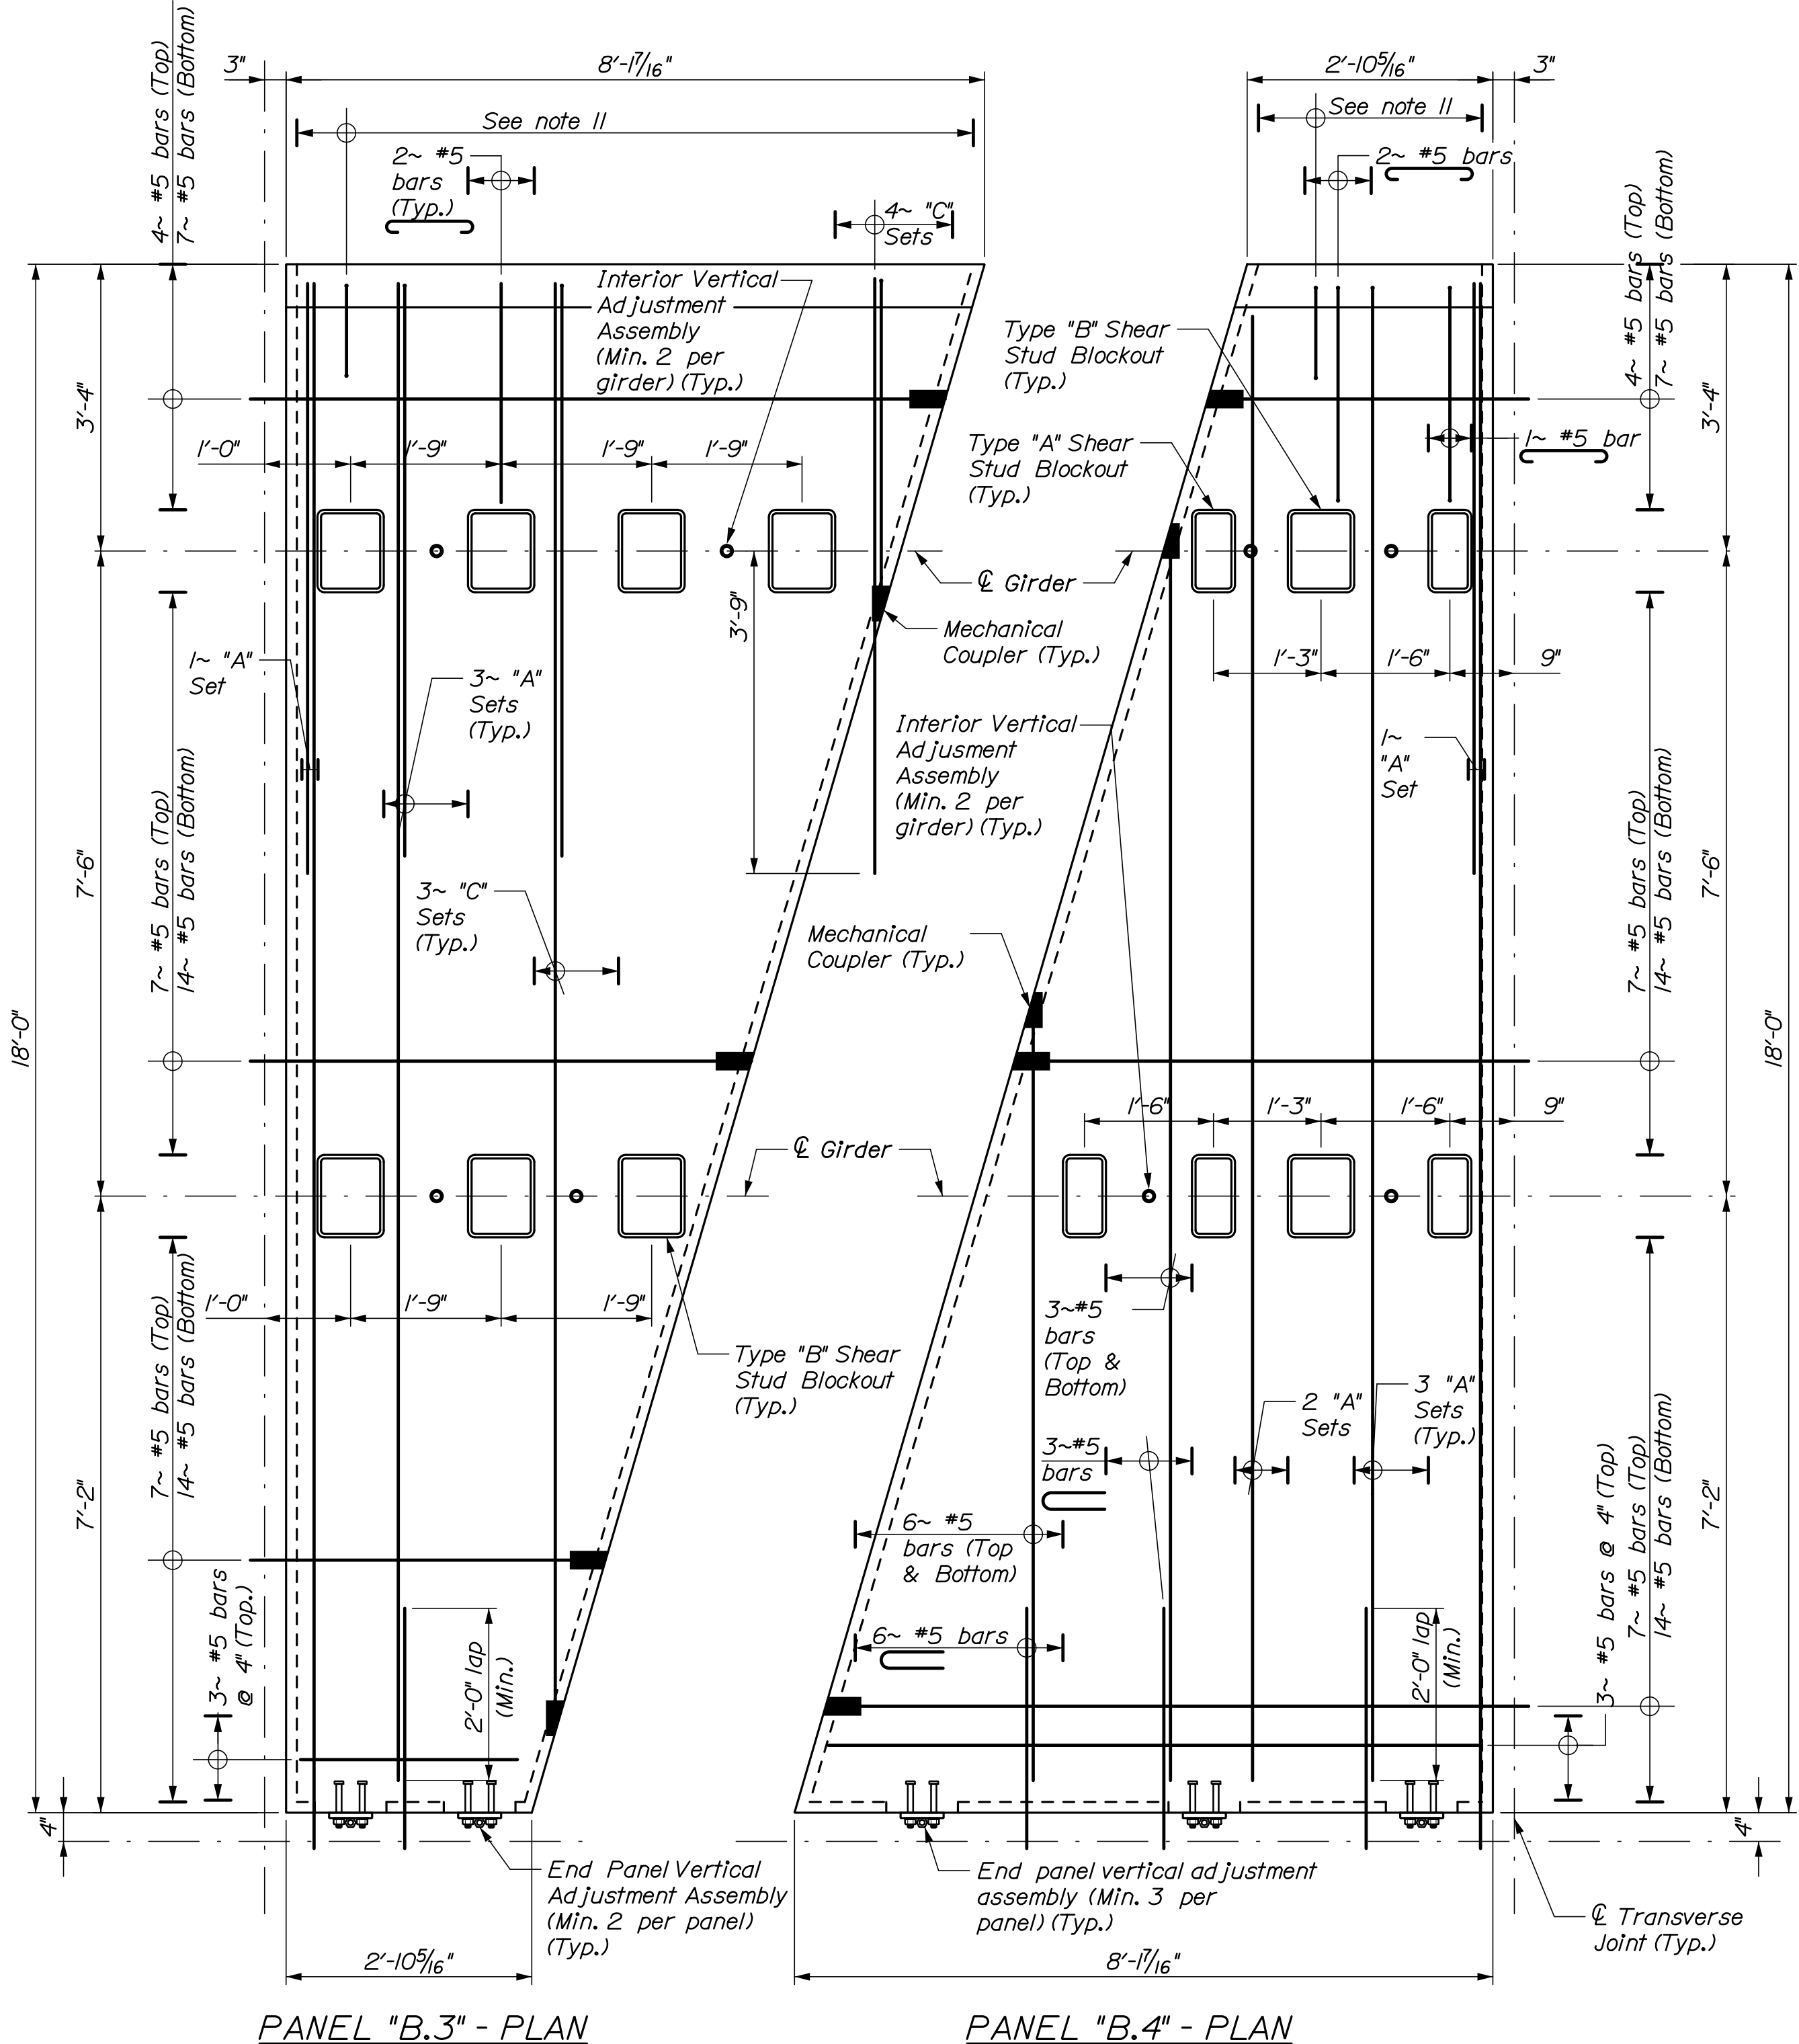 3"
8'-1 7/16"
2'-10 5/16"
3"
See note 11
See note 11
4~ #5 bars (Top)
7~ #5 bars (Bottom)
2~ #5
bars
(Typ.)
4~ "C"
Sets
2~ #5 bars
4~ #5 bars (Top)
7~ #5 bars (Bottom)
Interior Vertical
Adjustment
Assembly
(Min. 2 per
girder) (Typ.)
Type "B" Shear
Stud Blockout
(Typ.)
3'-4"
3'-4"
1'-0"
1'-9"
1'-9"
1'-9"
Type "A" Shear
Stud Blockout
(Typ.)
1~ #5 bar
℄ Girder
3'-9"
Mechanical
Coupler (Typ.)
1'-3"
1'-6"
9"
1~ "A"
Set
3~ "A"
Sets
(Typ.)
Interior Vertical
Adjusment
Assembly
(Min. 2 per
girder) (Typ.)
1~
"A"
Set
7~ #5 bars (Top)
14~ #5 bars (Bottom)
7~ #5 bars (Top)
14~ #5 bars (Bottom)
7'-6"
7'-6"
3~ "C"
Sets
(Typ.)
Mechanical
Coupler (Typ.)
18'-0"
18'-0"
1'-6"
1'-3"
1'-6"
9"
℄ Girder
1'-0"
1'-9"
1'-9"
3~#5
bars
(Top &
Bottom)
Type "B" Shear
Stud Blockout
(Typ.)
2 "A"
Sets
3 "A"
Sets
(Typ.)
7~ #5 bars (Top)
14~ #5 bars (Bottom)
3~#5
bars
3~ #5 bars @ 4" (Top)
7~ #5 bars (Top)
14~ #5 bars (Bottom)
7'-2"
7'-2"
6~ #5
bars (Top
& Bottom)
3~ #5 bars
@ 4" (Top.)
2'-0" lap
(Min.)
6~ #5 bars
2'-0" lap
(Min.)
4"
4"
End Panel Vertical
Adjustment Assembly
(Min. 2 per panel)
(Typ.)
End panel vertical adjustment
assembly (Min. 3 per
panel) (Typ.)
℄ Transverse
Joint (Typ.)
2'-10 5/16"
8'-1 7/16"
PANEL "B.3" - PLAN
PANEL "B.4" - PLAN